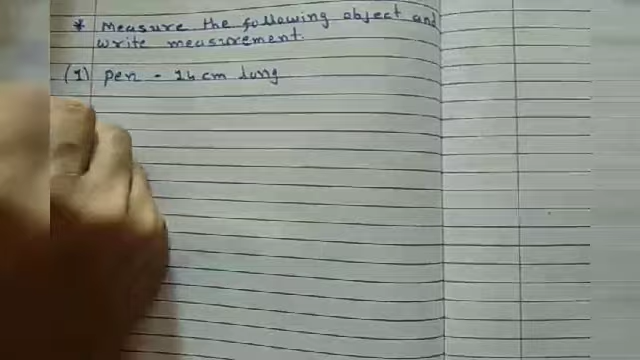 * Measure the following object and
write measurement.
(1) pen - 14 cm long